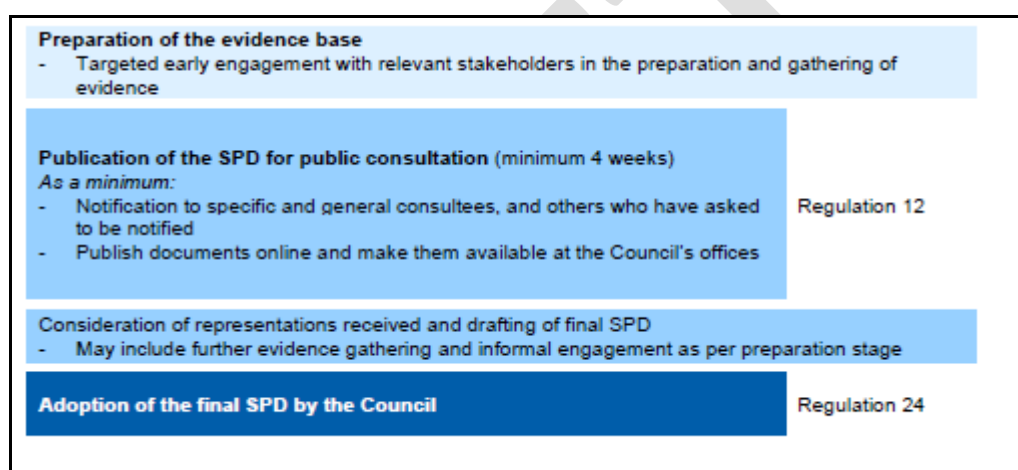 Preparation of the evidence base
- Targeted early engagement with relevant stakeholders in the preparation and gathering of
evidence
Publication of the SPD for public consultation (minimum 4 weeks)
As a minimum:
- Notification to specific and general consultees, and others who have asked
to be notified
Regulation 12
- Publish documents online and make them available at the Council's offices
Consideration of representations received and drafting of final SPD
- May include further evidence gathering and informal engagement as per preparation stage
Adoption of the final SPD by the Council
Regulation 24